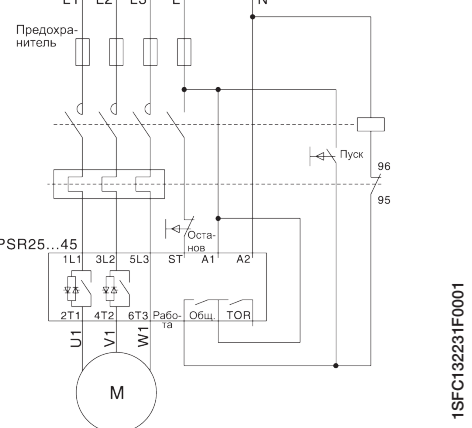 L1 L2 L3 L N
Предохра-
нитель
Пуск
96
95
Оста-
нов
PSR25...45
1L1 3L2 5L3 ST A1 A2
2T1 4T2 6T3 Рабо-
та
Общ. TOR
U1 V1 W1
M
1SFC132231F0001